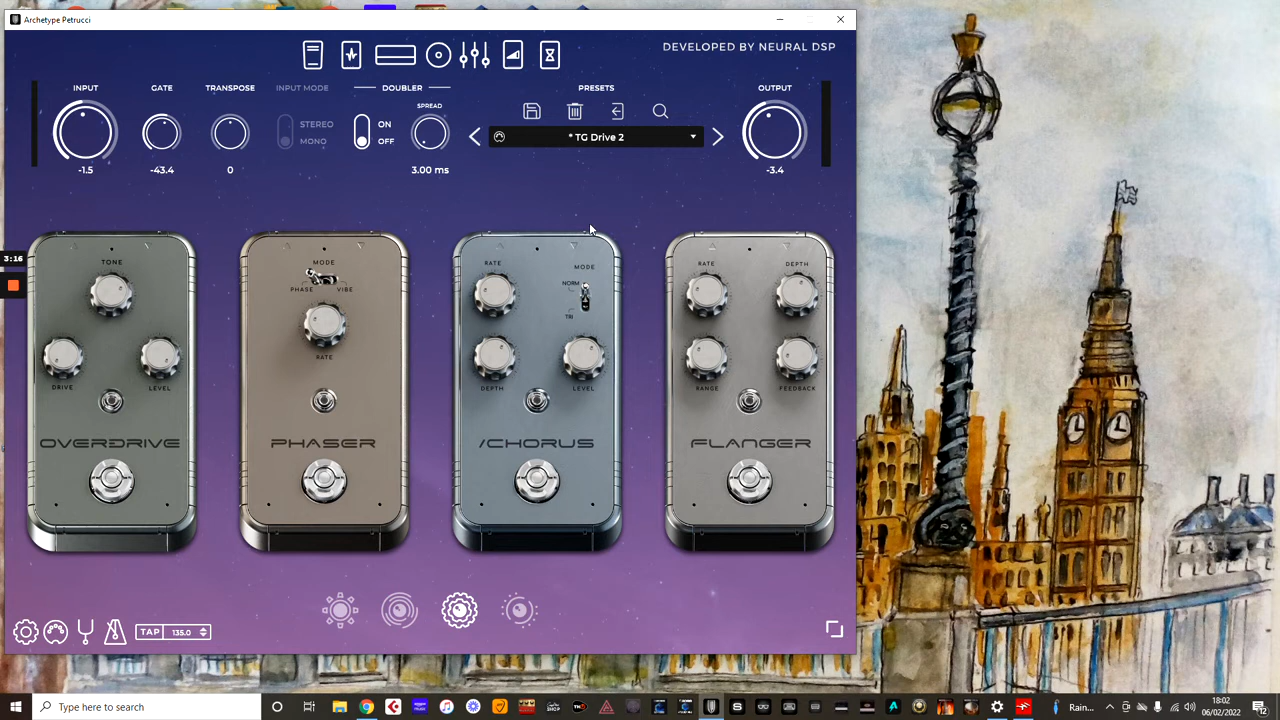 Archetype Petrucci
DEVELOPED BY NEURAL DSP
INPUT
GATE
TRANSPOSE
INPUT MODE
DOUBLER
PRESETS
OUTPUT
SPREAD
STEREO
MONO
ON
OFF
* TG Drive 2
-1.5
-43.4
0
3.00 ms
-3.4
3:16
TONE
DRIVE
LEVEL
OVERDRIVE
MODE
PHASE
VIBE
RATE
PHASER
RATE
MODE
NORM
TRI
DEPTH
LEVEL
/CHORUS
RATE
DEPTH
RANGE
FEEDBACK
FLANGER
TAP
135.0
Type here to search
Rain...
18:02
06/02/2022
12